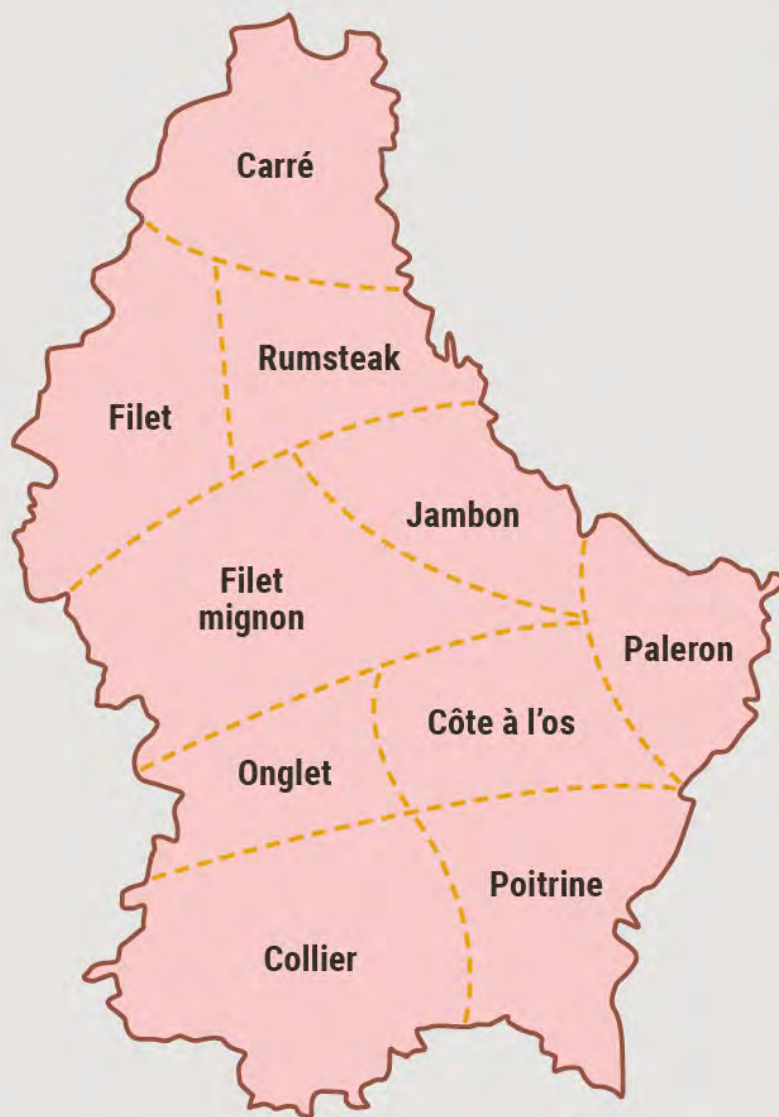 Carré
Rumsteak
Filet
Jambon
Filet
mignon
Paleron
Côte à l’os
Onglet
Poitrine
Collier